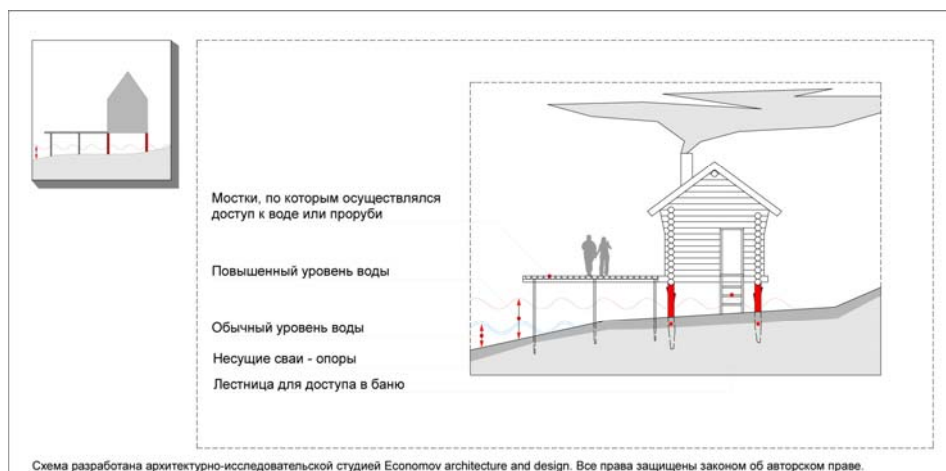 Мостки, по которым осуществлялся
доступ к воде или проруби
Повышенный уровень воды
Обычный уровень воды
Несущие сваи - опоры
Лестница для доступа в баню
Схема разработана архитектурно-исследовательской студией Economov architecture and design. Все права защищены законом об авторском праве.